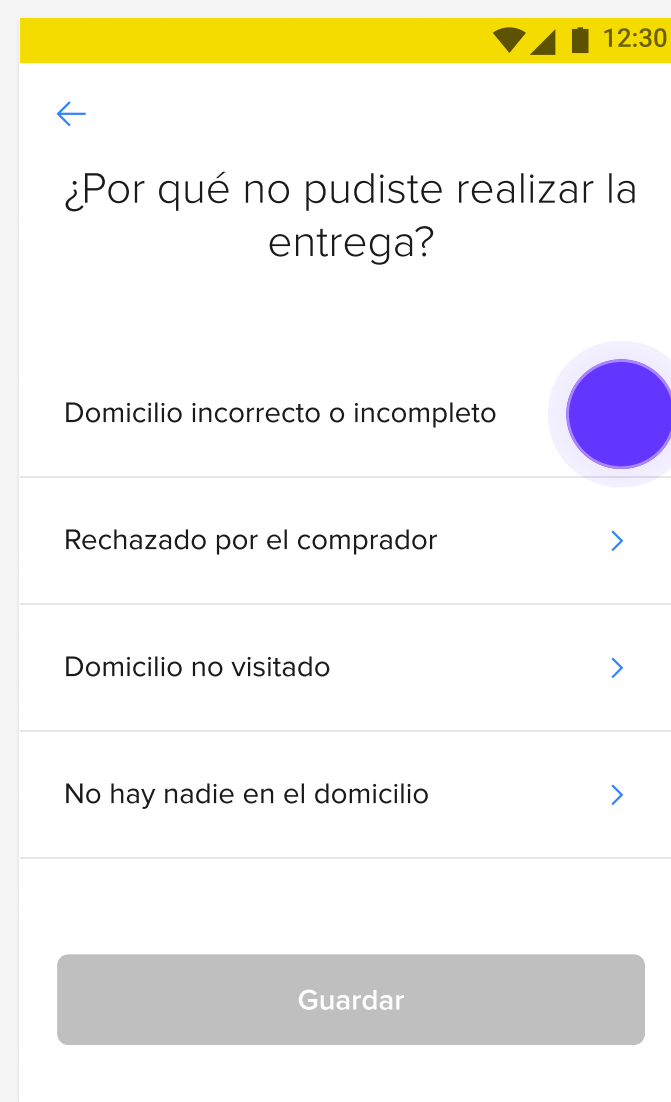 12:30
¿Por qué no pudiste realizar la
entrega?
Domicilio incorrecto o incompleto
Rechazado por el comprador
Domicilio no visitado
No hay nadie en el domicilio
Guardar